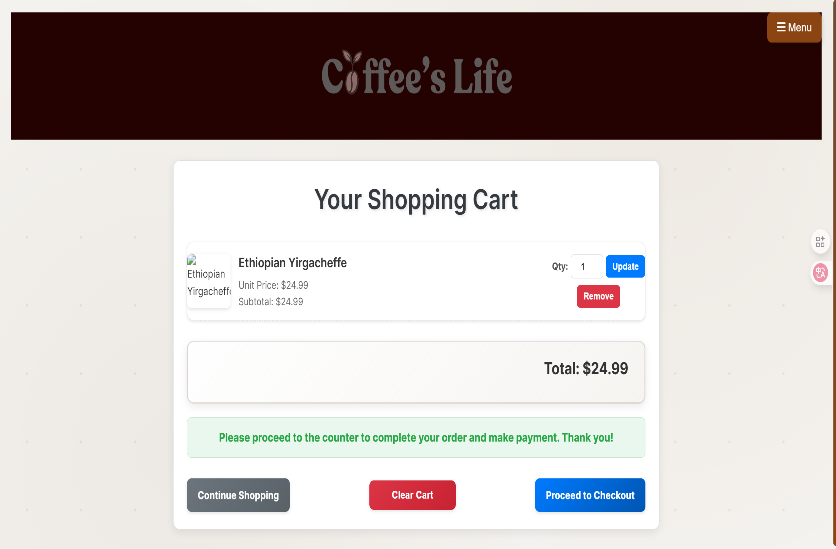 ☰ Menu
Coffee's Life
Your Shopping Cart
Ethiopian Yirgacheffe
Ethiopian
Yirgacheffe
Unit Price: $24.99
Subtotal: $24.99
Qty: 1 Update
Remove
Total: $24.99
Please proceed to the counter to complete your order and make payment. Thank you!
Continue Shopping
Clear Cart
Proceed to Checkout